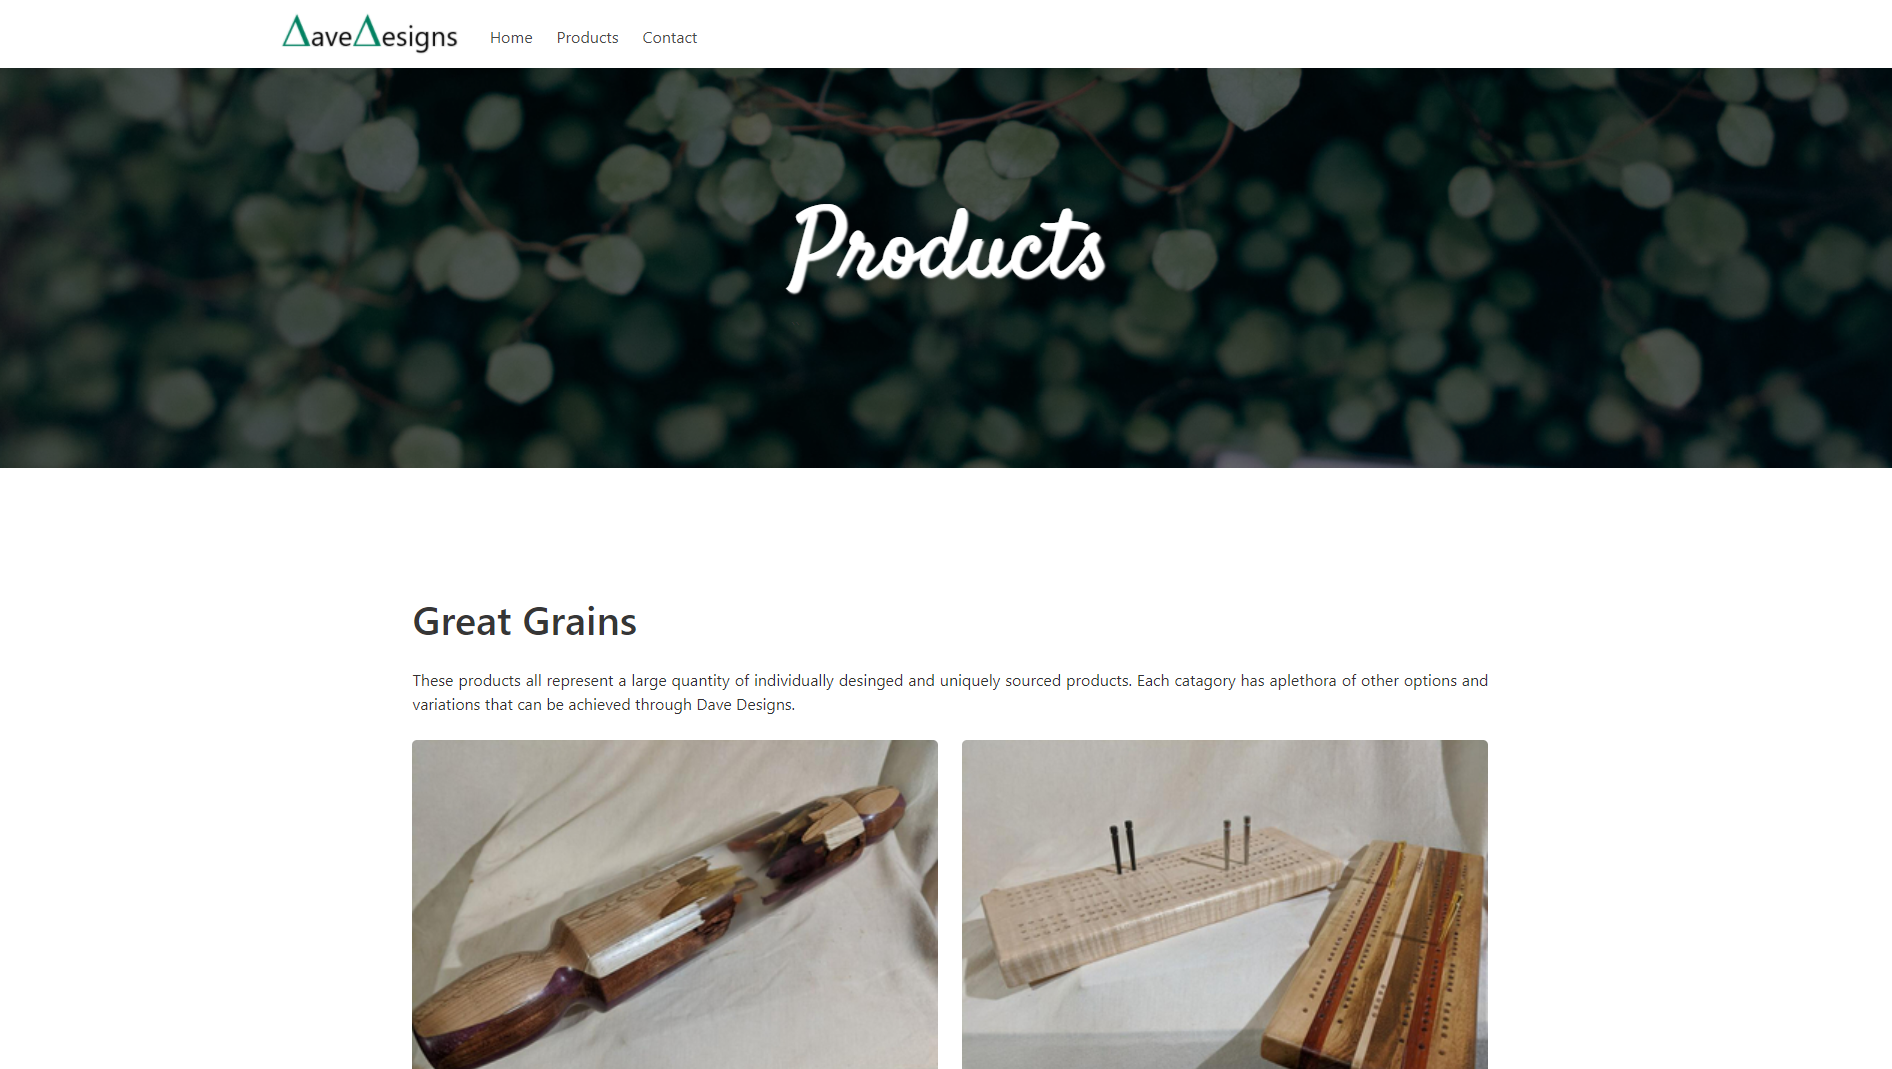 ΔaveΔesigns
Home Products Contact
Products
Great Grains
These products all represent a large quantity of individually desinged and uniquely sourced products. Each catagory has aplethora of other options and
variations that can be achieved through Dave Designs.